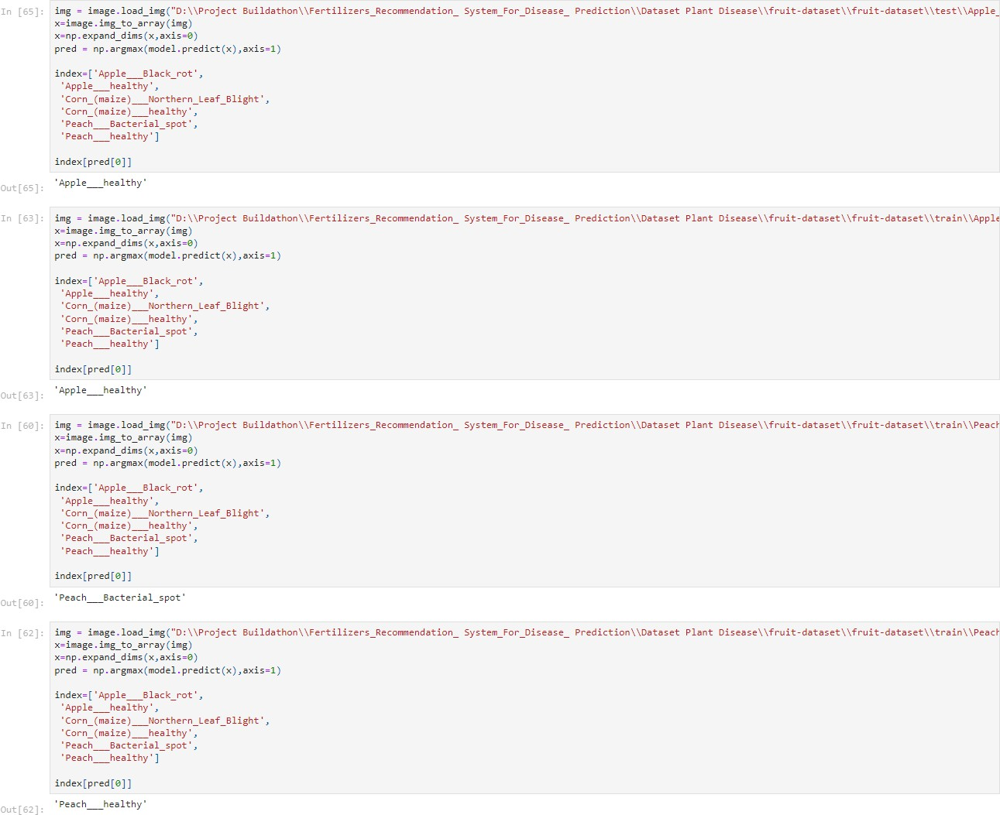 In [65]: img = image.load_img("D:\\Project Buildathon\\Fertilizers_Recommendation_ System_For_Disease_ Prediction\\Dataset Plant Disease\\fruit-dataset\\fruit-dataset\\test\\Apple_
x=image.img_to_array(img)
x=np.expand_dims(x,axis=0)
pred = np.argmax(model.predict(x),axis=1)
index=['Apple___Black_rot',
'Apple___healthy',
'Corn_(maize)___Northern_Leaf_Blight',
'Corn_(maize)___healthy',
'Peach___Bacterial_spot',
'Peach___healthy']
index[pred[0]]
Out[65]: 'Apple___healthy'
In [63]: img = image.load_img("D:\\Project Buildathon\\Fertilizers_Recommendation_ System_For_Disease_ Prediction\\Dataset Plant Disease\\fruit-dataset\\fruit-dataset\\train\\Apple
x=image.img_to_array(img)
x=np.expand_dims(x,axis=0)
pred = np.argmax(model.predict(x),axis=1)
index=['Apple___Black_rot',
'Apple___healthy',
'Corn_(maize)___Northern_Leaf_Blight',
'Corn_(maize)___healthy',
'Peach___Bacterial_spot',
'Peach___healthy']
index[pred[0]]
Out[63]: 'Apple___healthy'
In [60]: img = image.load_img("D:\\Project Buildathon\\Fertilizers_Recommendation_ System_For_Disease_ Prediction\\Dataset Plant Disease\\fruit-dataset\\fruit-dataset\\train\\Peach
x=image.img_to_array(img)
x=np.expand_dims(x,axis=0)
pred = np.argmax(model.predict(x),axis=1)
index=['Apple___Black_rot',
'Apple___healthy',
'Corn_(maize)___Northern_Leaf_Blight',
'Corn_(maize)___healthy',
'Peach___Bacterial_spot',
'Peach___healthy']
index[pred[0]]
Out[60]: 'Peach___Bacterial_spot'
In [62]: img = image.load_img("D:\\Project Buildathon\\Fertilizers_Recommendation_ System_For_Disease_ Prediction\\Dataset Plant Disease\\fruit-dataset\\fruit-dataset\\train\\Peach
x=image.img_to_array(img)
x=np.expand_dims(x,axis=0)
pred = np.argmax(model.predict(x),axis=1)
index=['Apple___Black_rot',
'Apple___healthy',
'Corn_(maize)___Northern_Leaf_Blight',
'Corn_(maize)___healthy',
'Peach___Bacterial_spot',
'Peach___healthy']
index[pred[0]]
Out[62]: 'Peach___healthy'